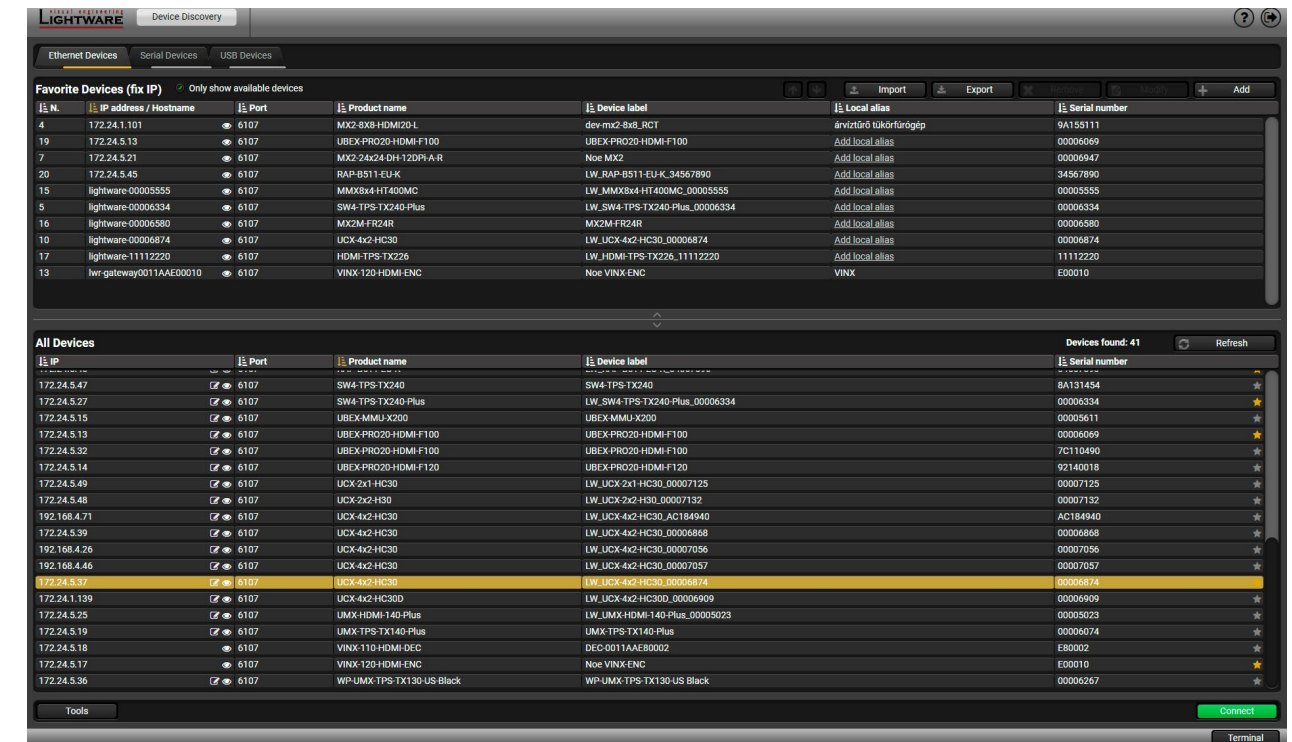 visual engineering
LIGHTWARE Device Discovery ?
Ethernet Devices Serial Devices USB Devices
Favorite Devices (fix IP) Only show available devices Import Export Remove Modify Add
N. IP address / Hostname Port Product name Device label Local alias Serial number
4 172.24.1.101 6107 MX2-8X8-HDMI20-L dev-mx2-8x8_RCT árvíztűrő tükörfúrógép 9A155111
19 172.24.5.13 6107 UBEX-PRO20-HDMI-F100 UBEX-PRO20-HDMI-F100 Add local alias 00006069
7 172.24.5.21 6107 MX2-24x24-DH-12DPi-A-R Noe MX2 Add local alias 00006947
20 172.24.5.45 6107 RAP-B511-EU-K LW_RAP-B511-EU-K_34567890 Add local alias 34567890
15 lightware-00005555 6107 MMX8x4-HT400MC LW_MMX8x4-HT400MC_00005555 Add local alias 00005555
5 lightware-00006334 6107 SW4-TPS-TX240-Plus LW_SW4-TPS-TX240-Plus_00006334 Add local alias 00006334
16 lightware-00006580 6107 MX2M-FR24R MX2M-FR24R Add local alias 00006580
10 lightware-00006874 6107 UCX-4x2-HC30 LW_UCX-4x2-HC30_00006874 Add local alias 00006874
17 lightware-11112220 6107 HDMI-TPS-TX226 LW_HDMI-TPS-TX226_11112220 Add local alias 11112220
13 lwr-gateway0011AAE00010 6107 VINX-120-HDMI-ENC Noe VINX-ENC VINX E00010
All Devices Devices found: 41 Refresh
IP Port Product name Device label Serial number
172.24.5.47 6107 SW4-TPS-TX240 SW4-TPS-TX240 8A131454
172.24.5.27 6107 SW4-TPS-TX240-Plus LW_SW4-TPS-TX240-Plus_00006334 00006334
172.24.5.15 6107 UBEX-MMU-X200 UBEX-MMU-X200 00005611
172.24.5.13 6107 UBEX-PRO20-HDMI-F100 UBEX-PRO20-HDMI-F100 00006069
172.24.5.32 6107 UBEX-PRO20-HDMI-F100 UBEX-PRO20-HDMI-F100 7C110490
172.24.5.14 6107 UBEX-PRO20-HDMI-F120 UBEX-PRO20-HDMI-F120 92140018
172.24.5.49 6107 UCX-2x1-HC30 LW_UCX-2x1-HC30_00007125 00007125
172.24.5.48 6107 UCX-2x2-H30 LW_UCX-2x2-H30_00007132 00007132
192.168.4.71 6107 UCX-4x2-HC30 LW_UCX-4x2-HC30_AC184940 AC184940
172.24.5.39 6107 UCX-4x2-HC30 LW_UCX-4x2-HC30_00006868 00006868
192.168.4.26 6107 UCX-4x2-HC30 LW_UCX-4x2-HC30_00007056 00007056
192.168.4.46 6107 UCX-4x2-HC30 LW_UCX-4x2-HC30_00007057 00007057
172.24.5.37 6107 UCX-4x2-HC30 LW_UCX-4x2-HC30_00006874 00006874
172.24.1.139 6107 UCX-4x2-HC30D LW_UCX-4x2-HC30D_00006909 00006909
172.24.5.25 6107 UMX-HDMI-140-Plus LW_UMX-HDMI-140-Plus_00005023 00005023
172.24.5.19 6107 UMX-TPS-TX140-Plus UMX-TPS-TX140-Plus 00006074
172.24.5.18 6107 VINX-110-HDMI-DEC DEC-0011AAE80002 E80002
172.24.5.17 6107 VINX-120-HDMI-ENC Noe VINX-ENC E00010
172.24.5.36 6107 WP-UMX-TPS-TX130-US-Black WP-UMX-TPS-TX130-US Black 00006267
Tools Connect
Terminal